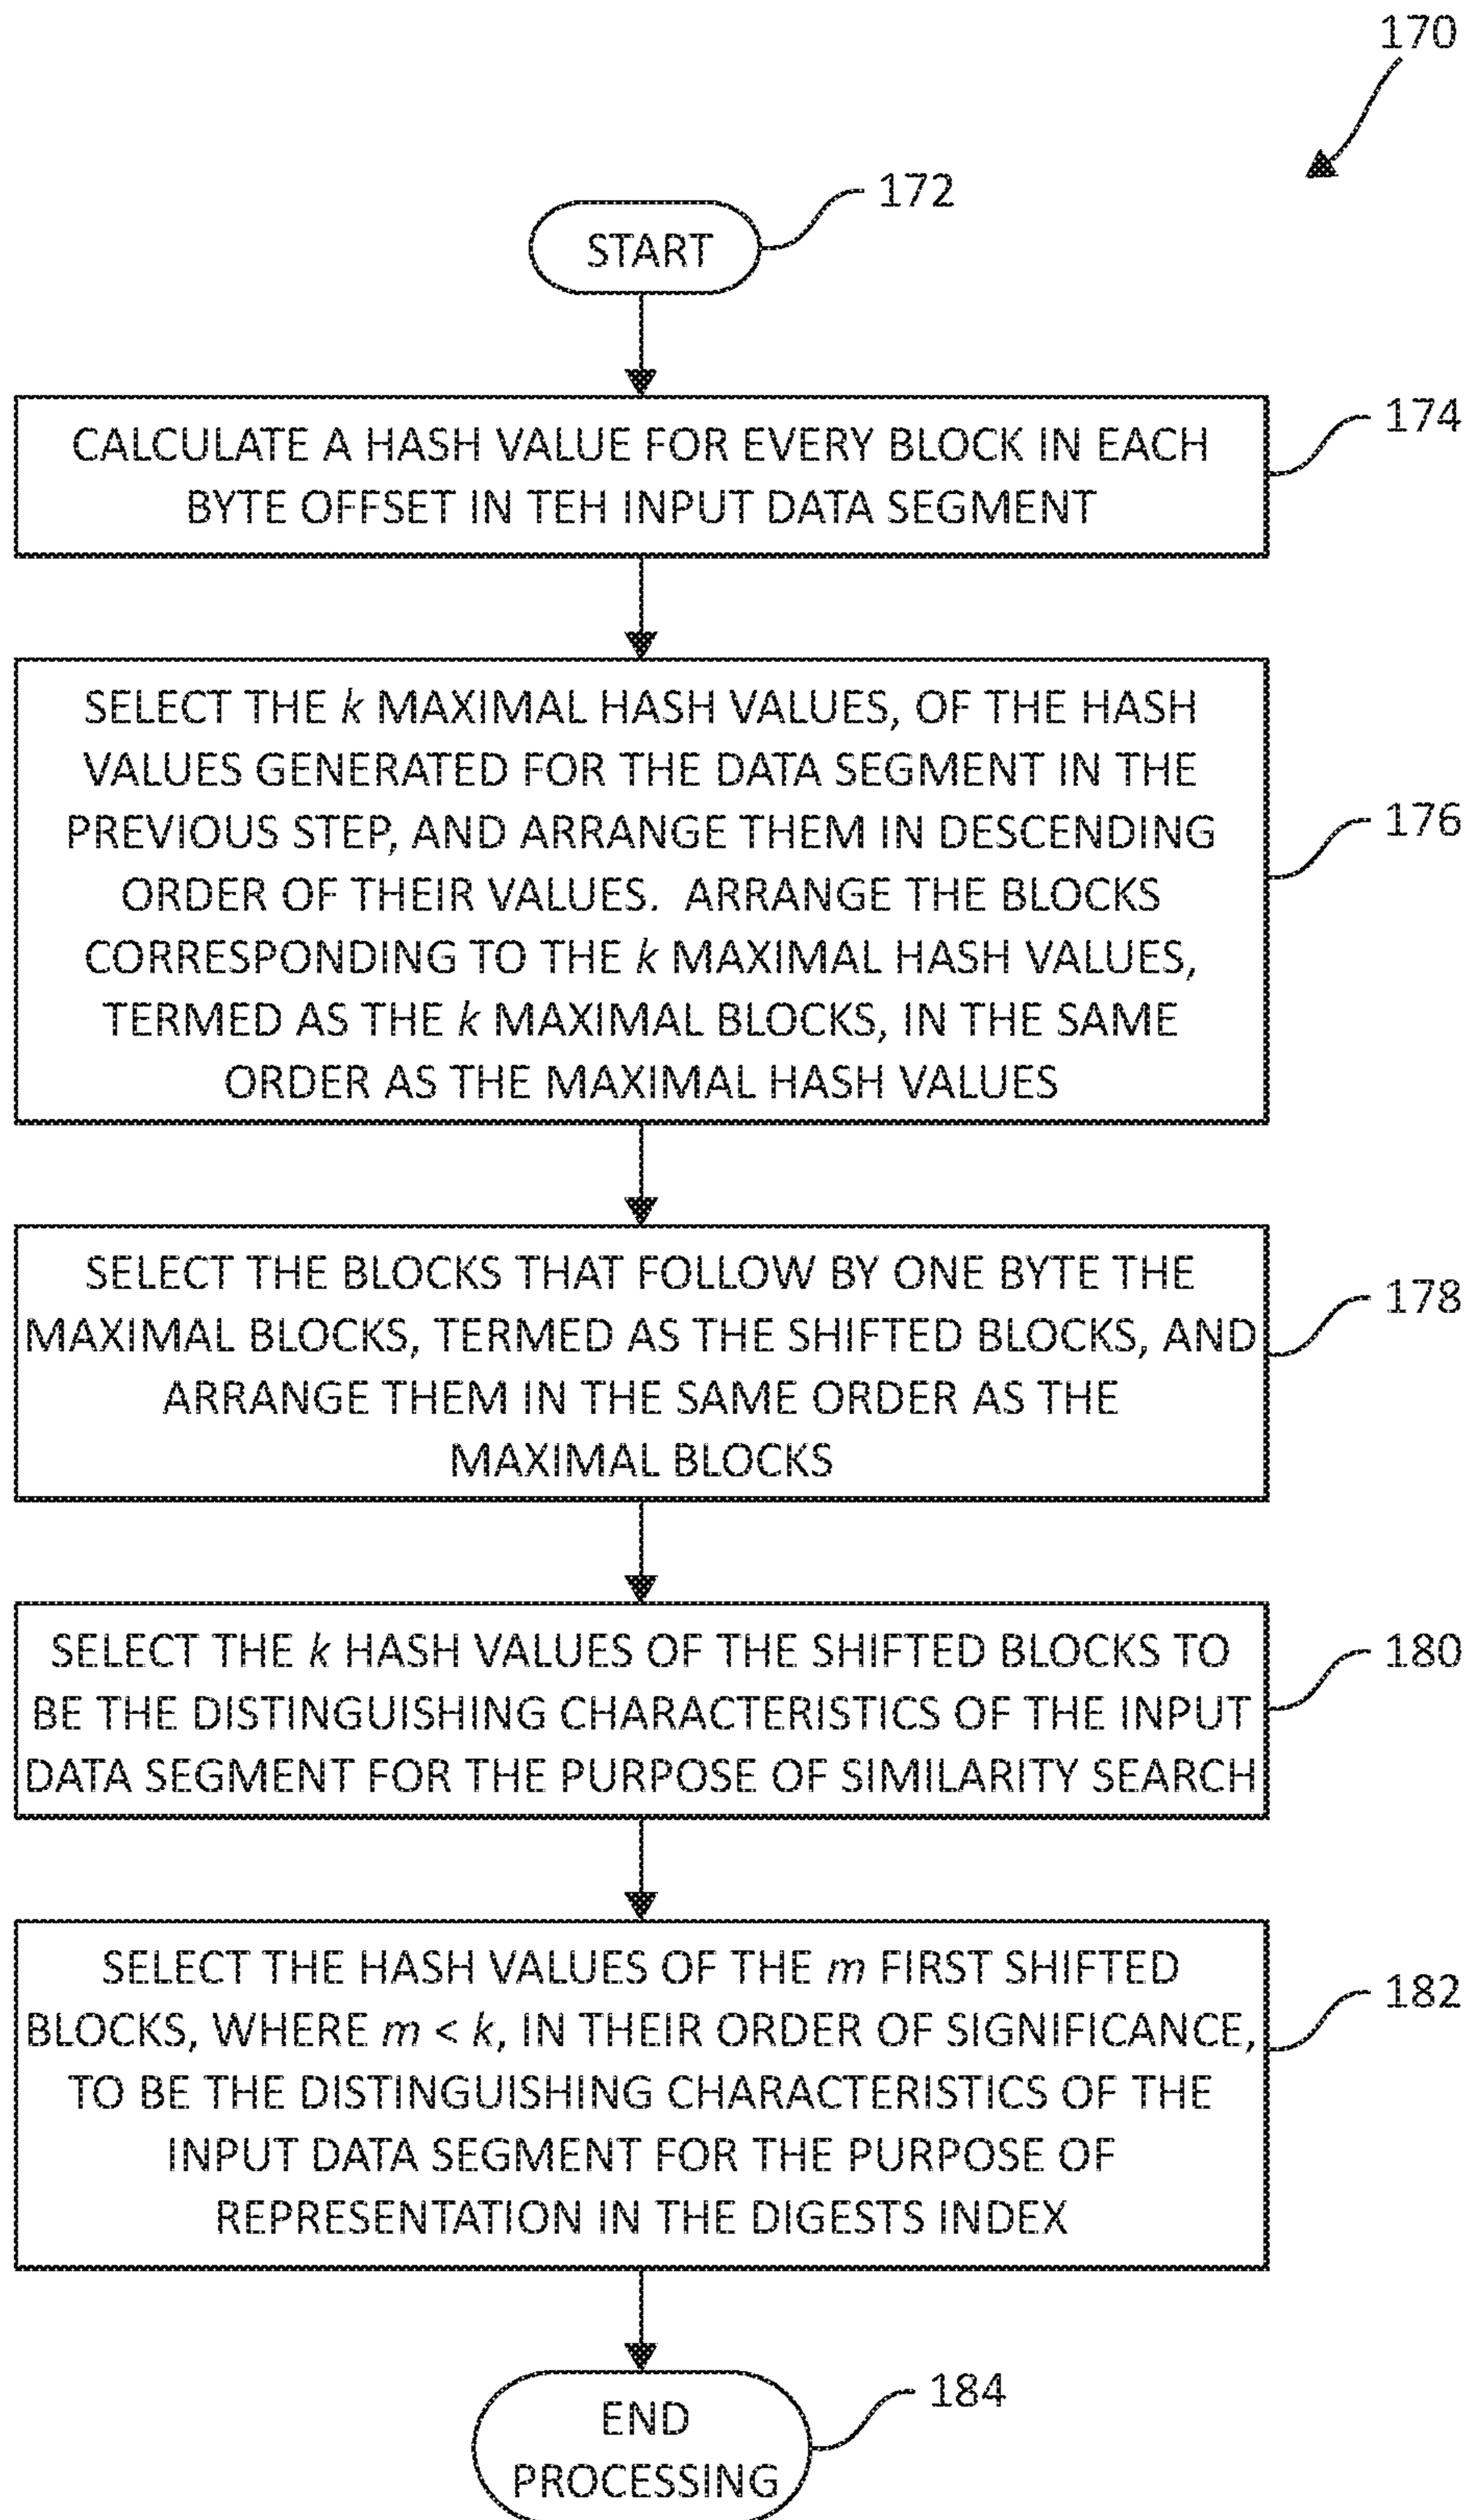 170
172
START
174
CALCULATE A HASH VALUE FOR EVERY BLOCK IN EACH
BYTE OFFSET IN TEH INPUT DATA SEGMENT
SELECT THE k MAXIMAL HASH VALUES, OF THE HASH
VALUES GENERATED FOR THE DATA SEGMENT IN THE
PREVIOUS STEP, AND ARRANGE THEM IN DESCENDING
ORDER OF THEIR VALUES.  ARRANGE THE BLOCKS
CORRESPONDING TO THE k MAXIMAL HASH VALUES,
TERMED AS THE k MAXIMAL BLOCKS, IN THE SAME
ORDER AS THE MAXIMAL HASH VALUES
176
SELECT THE BLOCKS THAT FOLLOW BY ONE BYTE THE
MAXIMAL BLOCKS, TERMED AS THE SHIFTED BLOCKS, AND
ARRANGE THEM IN THE SAME ORDER AS THE
MAXIMAL BLOCKS
178
SELECT THE k HASH VALUES OF THE SHIFTED BLOCKS TO
BE THE DISTINGUISHING CHARACTERISTICS OF THE INPUT
DATA SEGMENT FOR THE PURPOSE OF SIMILARITY SEARCH
180
SELECT THE HASH VALUES OF THE m FIRST SHIFTED
BLOCKS, WHERE m < k, IN THEIR ORDER OF SIGNIFICANCE,
TO BE THE DISTINGUISHING CHARACTERISTICS OF THE
INPUT DATA SEGMENT FOR THE PURPOSE OF
REPRESENTATION IN THE DIGESTS INDEX
182
END
PROCESSING
184